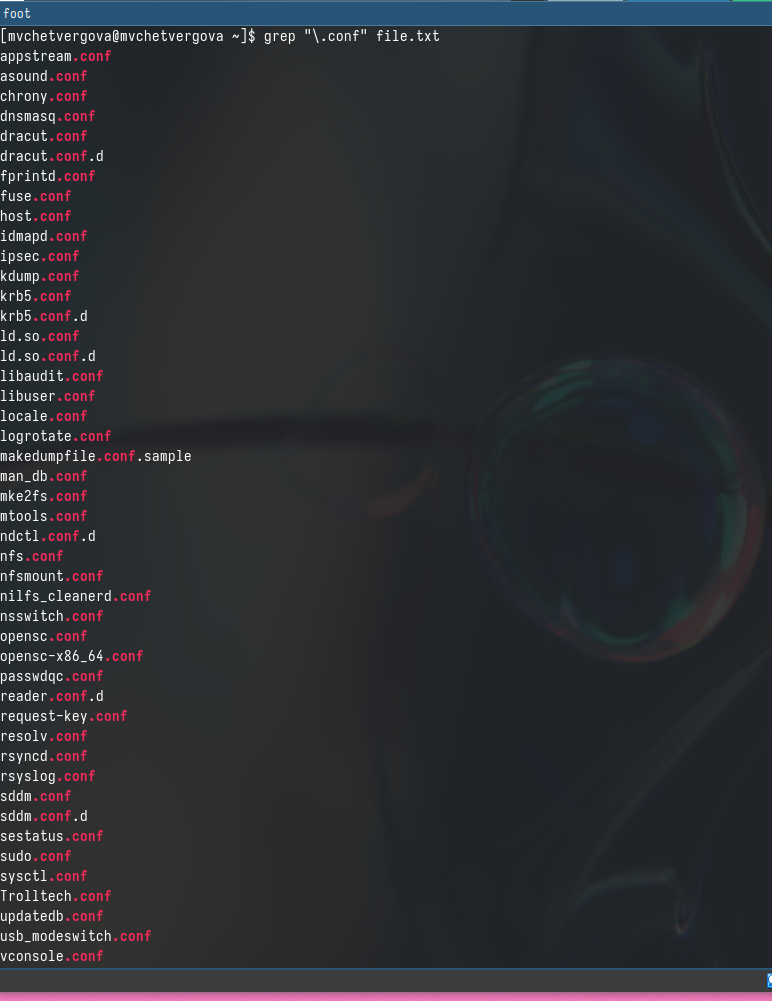 foot
[mvchetvergova@mvchetvergova ~]$ grep "\.conf" file.txt
appstream.conf
asound.conf
chrony.conf
dnsmasq.conf
dracut.conf
dracut.conf.d
fprintd.conf
fuse.conf
host.conf
idmapd.conf
ipsec.conf
kdump.conf
krb5.conf
krb5.conf.d
ld.so.conf
ld.so.conf.d
libaudit.conf
libuser.conf
locale.conf
logrotate.conf
makedumpfile.conf.sample
man_db.conf
mke2fs.conf
mtools.conf
ndctl.conf.d
nfs.conf
nfsmount.conf
nilfs_cleanerd.conf
nsswitch.conf
opensc.conf
opensc-x86_64.conf
passwdqc.conf
reader.conf.d
request-key.conf
resolv.conf
rsyncd.conf
rsyslog.conf
sddm.conf
sddm.conf.d
sestatus.conf
sudo.conf
sysctl.conf
Trolltech.conf
updatedb.conf
usb_modeswitch.conf
vconsole.conf